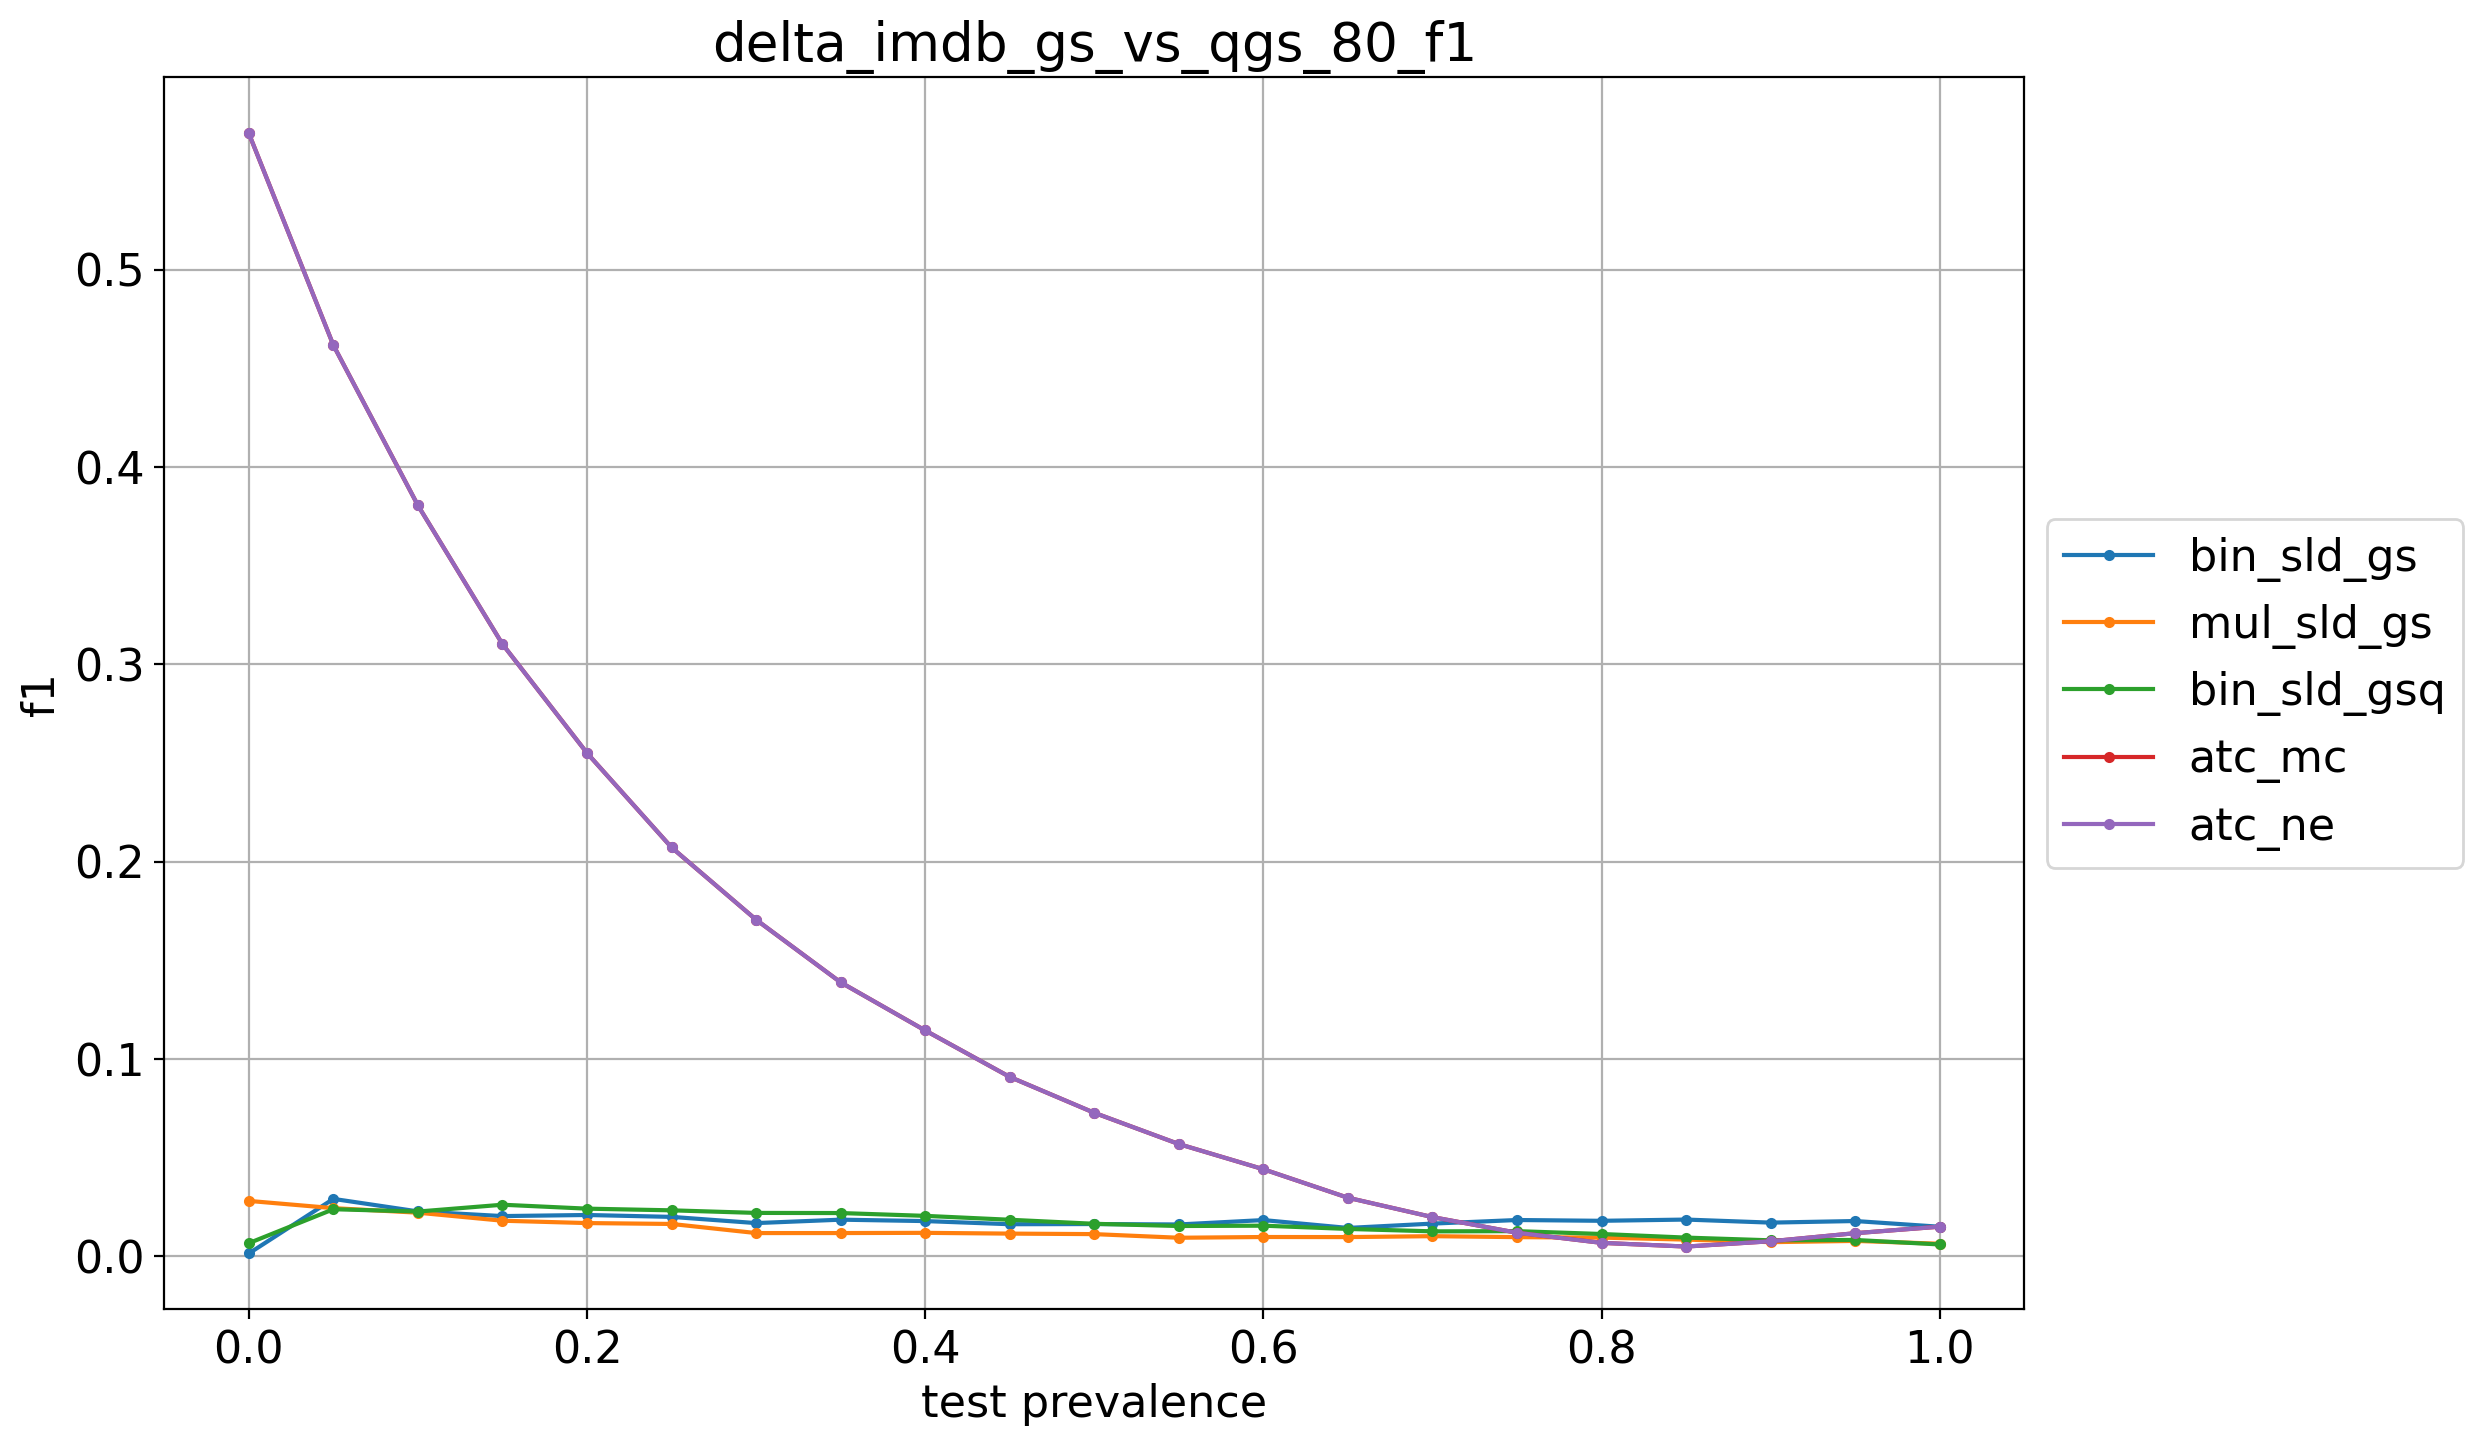 delta_imdb_gs_vs_qgs_80_f1
f1
0.5
0.4
0.3
0.2
0.1
0.0
0.0 0.2 0.4 0.6 0.8 1.0
test prevalence
bin_sld_gs
mul_sld_gs
bin_sld_gsq
atc_mc
atc_ne